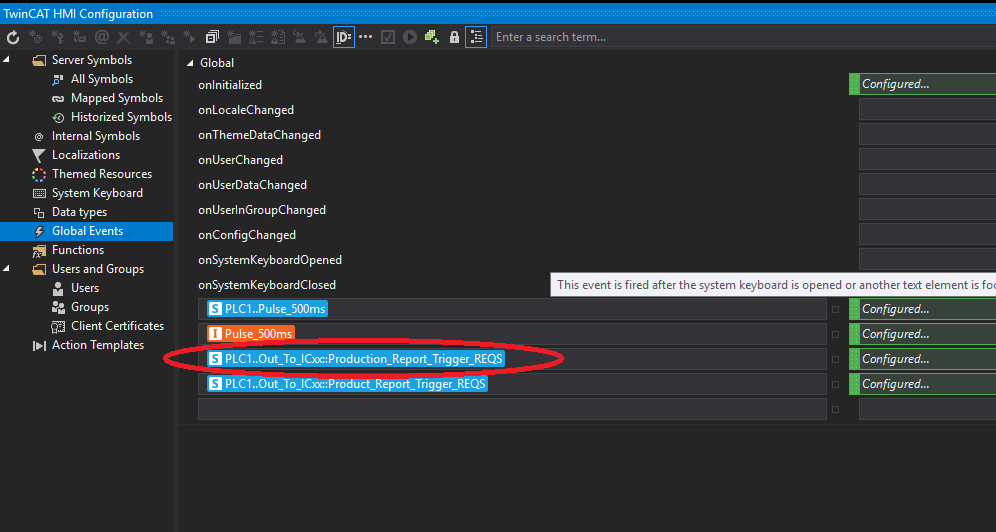 TwinCAT HMI Configuration
ID= Enter a search term...
Server Symbols
All Symbols
Mapped Symbols
Historized Symbols
Internal Symbols
Localizations
Themed Resources
System Keyboard
Data types
Global Events
Functions
Users and Groups
Users
Groups
Client Certificates
Action Templates
Global
onInitialized Configured...
onLocaleChanged
onThemeDataChanged
onUserChanged
onUserDataChanged
onUserInGroupChanged
onConfigChanged
onSystemKeyboardOpened
onSystemKeyboardClosed
This event is fired after the system keyboard is opened or another text element is foc
S PLC1..Pulse_500ms Configured...
I Pulse_500ms Configured...
S PLC1..Out_To_ICxx::Production_Report_Trigger_REQS Configured...
S PLC1..Out_To_ICxx::Product_Report_Trigger_REQS Configured...